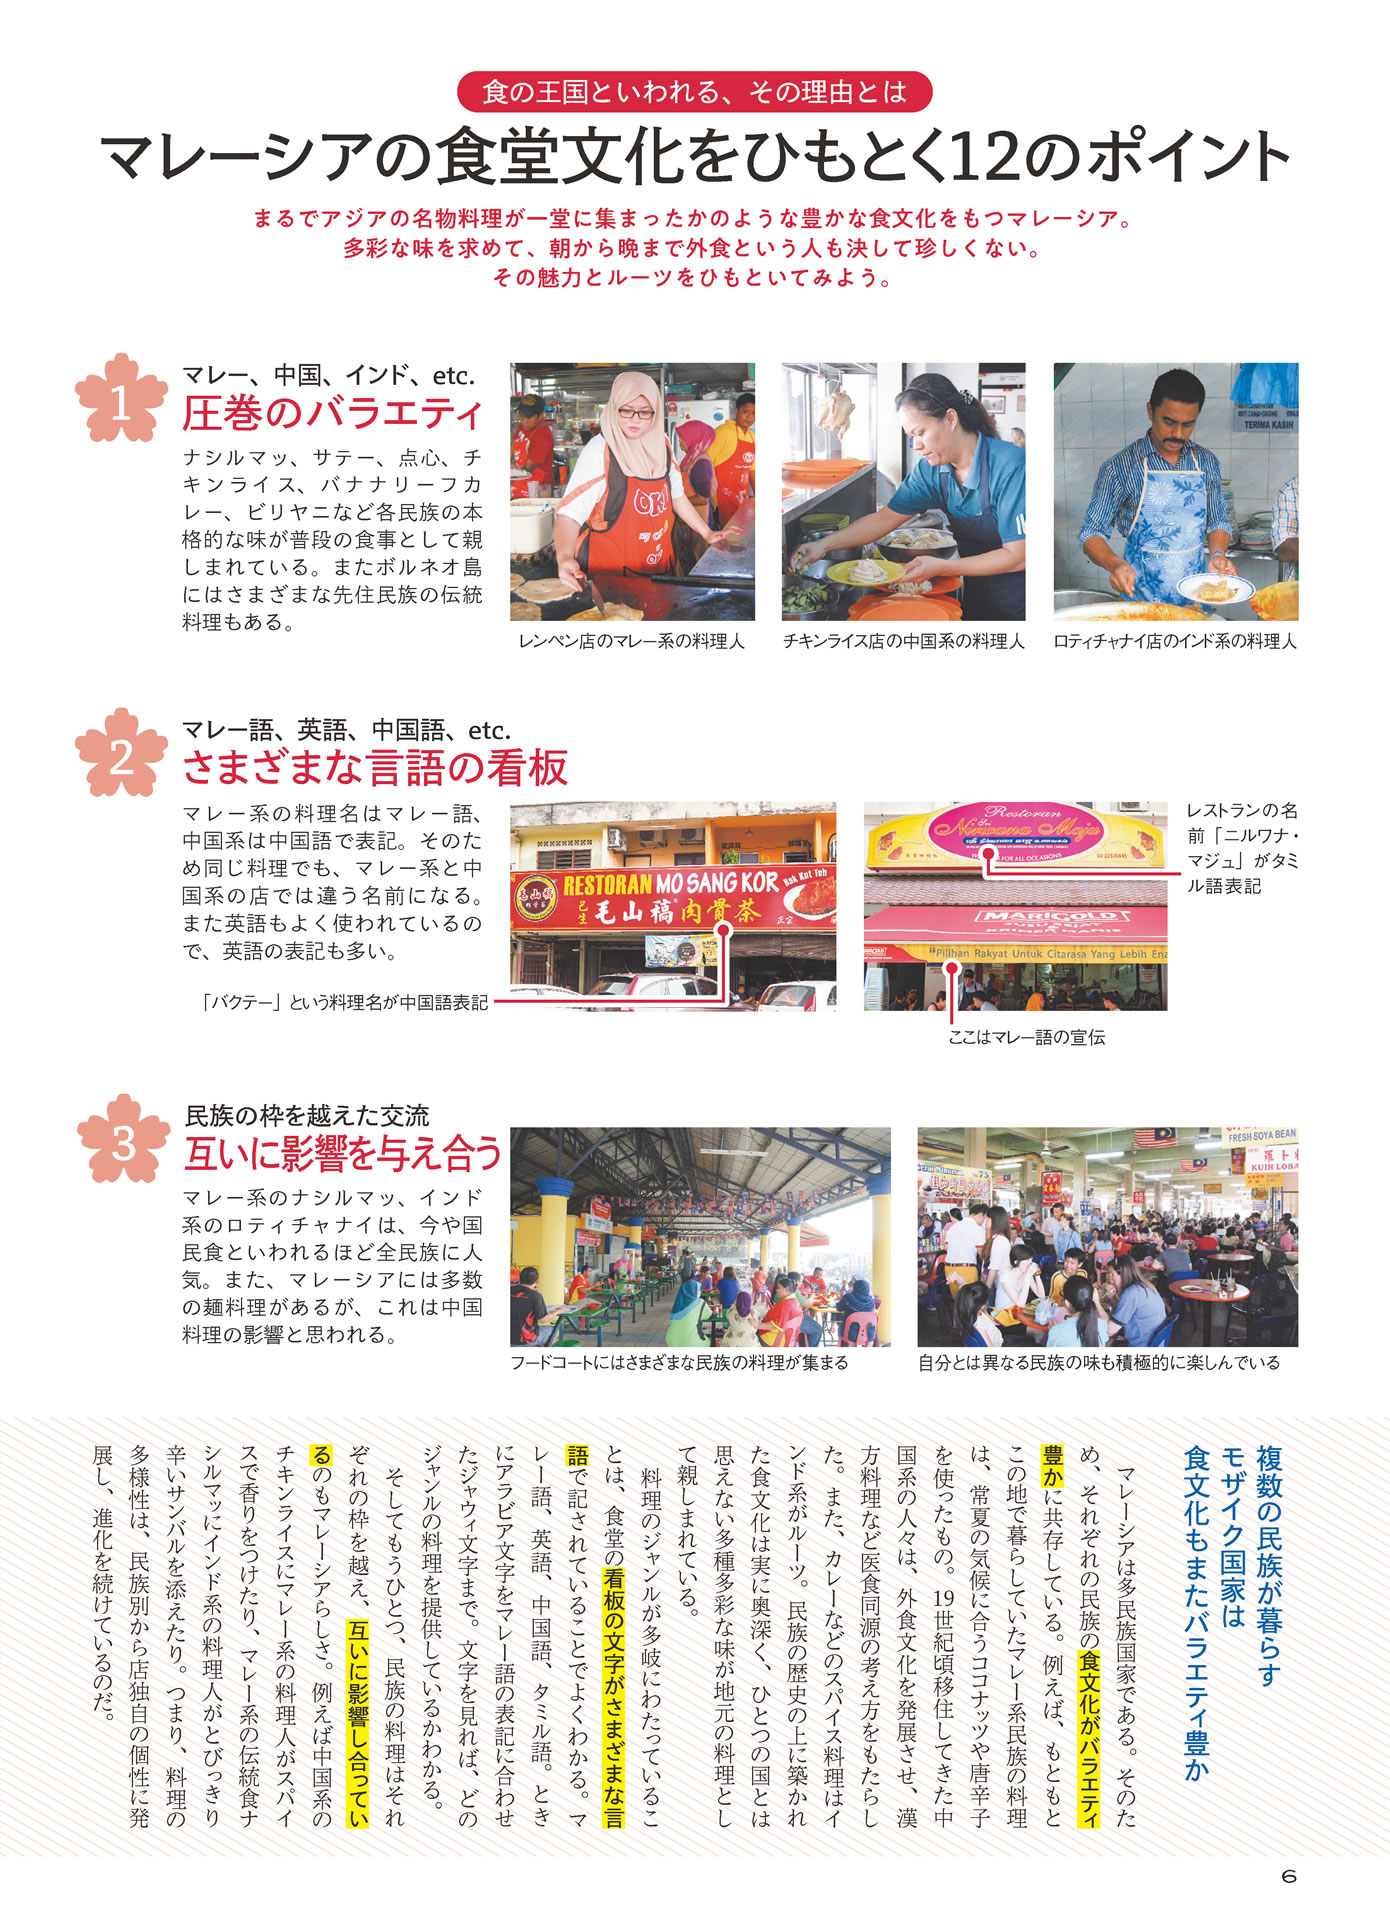 食の王国といわれる、その理由とは
マレーシアの食堂文化をひもとく12のポイント
まるでアジアの名物料理が一堂に集まったかのような豊かな食文化をもつマレーシア。
多彩な味を求めて、朝から晩まで外食という人も決して珍しくない。
その魅力とルーツをひもといてみよう。
1
マレー、中国、インド、etc.
圧巻のバラエティ
ナシルマッ、サテー、点心、チ
キンライス、バナナリーフカ
レー、ビリヤニなど各民族の本
格的な味が普段の食事として親
しまれている。またボルネオ島
にはさまざまな先住民族の伝統
料理もある。
レンペン店のマレー系の料理人
チキンライス店の中国系の料理人
TERIMA KASIH
ロティチャナイ店のインド系の料理人
2
マレー語、英語、中国語、etc.
さまざまな言語の看板
マレー系の料理名はマレー語、
中国系は中国語で表記。そのた
め同じ料理でも、マレー系と中
国系の店では違う名前になる。
また英語もよく使われているの
で、英語の表記も多い。
RESTORAN MO SANG KOR
Bak Kut Teh
毛山稿肉骨茶
「バクテー」という料理名が中国語表記
Restoran
Sri
Nirwana Maju
FOR ALL OCCASIONS
MARIGOLD
KRIMER MANIS
"Pilihan Rakyat Untuk Citarasa Yang Lebih Ena
レストランの名
前「ニルワナ・
マジュ」がタミ
ル語表記
ここはマレー語の宣伝
3
民族の枠を越えた交流
互いに影響を与え合う
マレー系のナシルマッ、インド
系のロティチャナイは、今や国
民食といわれるほど全民族に人
気。また、マレーシアには多数
の麺料理があるが、これは中国
料理の影響と思われる。
フードコートにはさまざまな民族の料理が集まる
FRESH SOYA BEAN
KUIH LOBA
自分とは異なる民族の味も積極的に楽しんでいる
複数の民族が暮らす
モザイク国家は
食文化もまたバラエティ豊か
マレーシアは多民族国家である。そのた
め、それぞれの民族の食文化がバラエティ
豊かに共存している。例えば、もともと
この地で暮らしていたマレー系民族の料理
は、常夏の気候に合うココナッツや唐辛子
を使ったもの。19世紀頃移住してきた中
国系の人々は、外食文化を発展させ、漢
方料理など医食同源の考え方をもたらし
た。また、カレーなどのスパイス料理はイ
ンド系がルーツ。民族の歴史の上に築かれ
た食文化は実に奥深く、ひとつの国とは
思えない多種多彩な味が地元の料理とし
て親しまれている。
料理のジャンルが多岐にわたっているこ
とは、食堂の看板の文字がさまざまな言
語で記されていることでよくわかる。マ
レー語、英語、中国語、タミル語。とき
にアラビア文字をマレー語の表記に合わせ
たジャウィ文字まで。文字を見れば、どの
ジャンルの料理を提供しているかわかる。
そしてもうひとつ、民族の料理はそれ
ぞれの枠を越え、互いに影響し合ってい
るのもマレーシアらしさ。例えば中国系の
チキンライスにマレー系の料理人がスパイ
スで香りをつけたり、マレー系の伝統食ナ
シルマッにインド系の料理人がとびっきり
辛いサンバルを添えたり。つまり、料理の
多様性は、民族別から店独自の個性に発
展し、進化を続けているのだ。
6